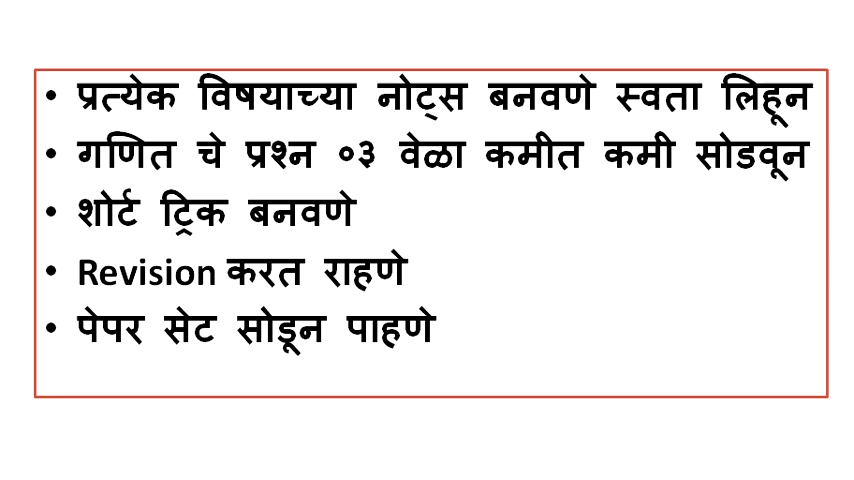 • प्रत्येक विषयाच्या नोट्स बनवणे स्वता लिहून
• गणित चे प्रश्न ०३ वेळा कमीत कमी सोडवून
• शोर्ट ट्रिक बनवणे
• Revision करत राहणे
• पेपर सेट सोडून पाहणे